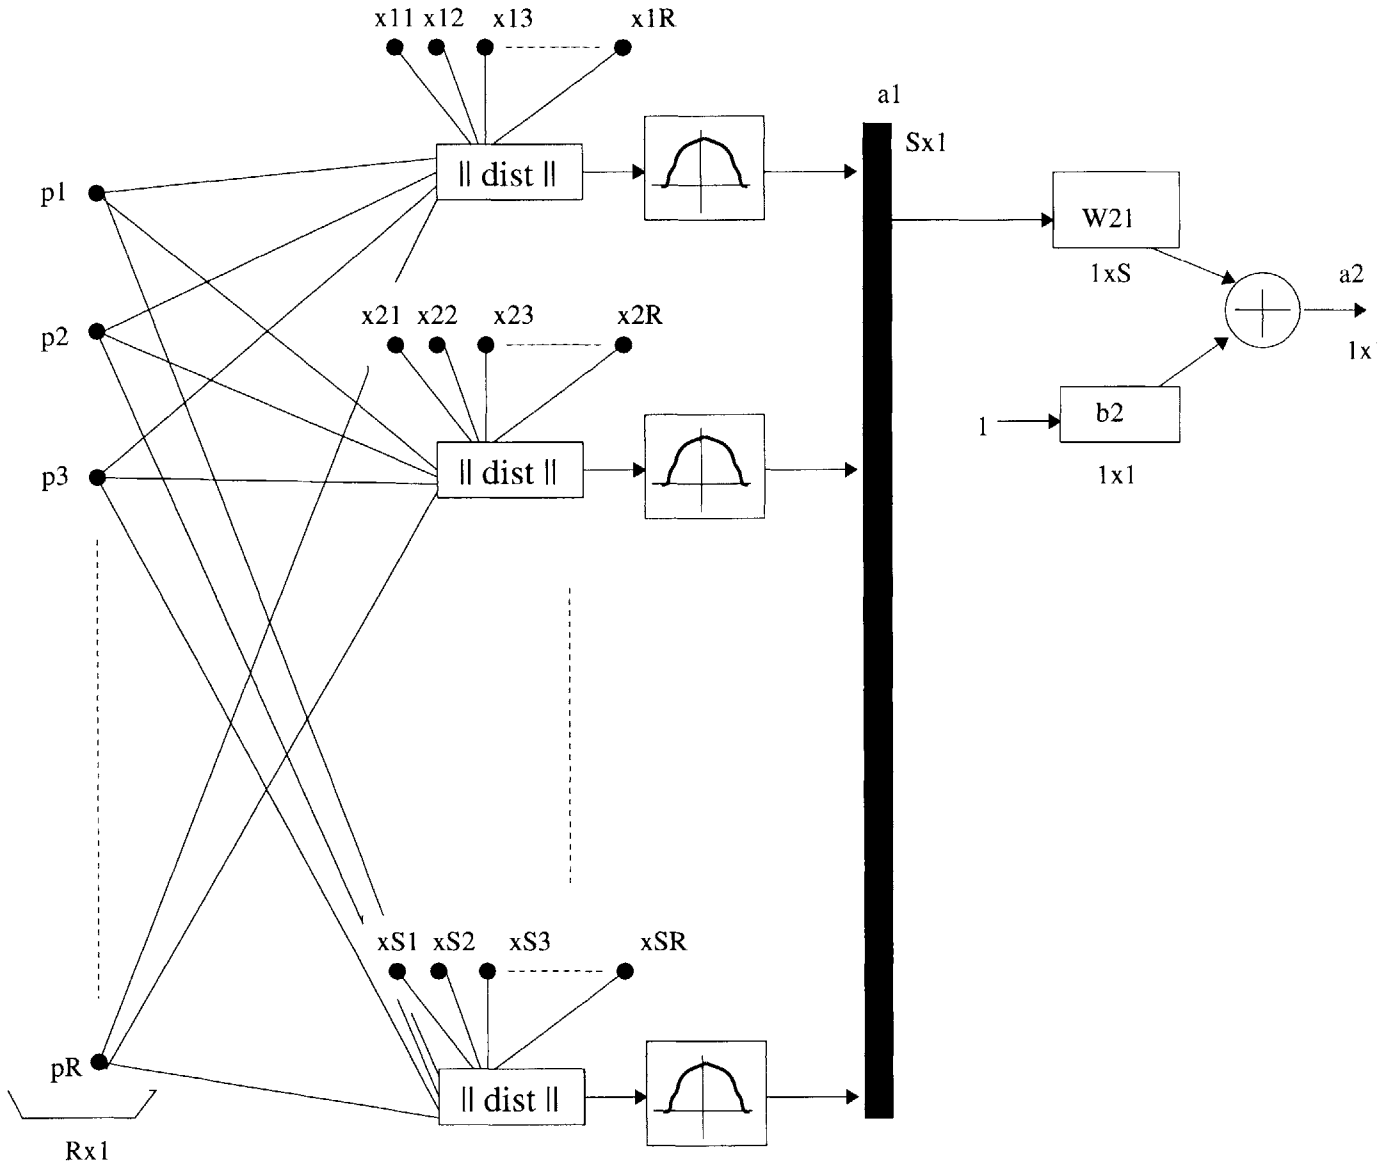 x11 x12 x13 x1R
a1
Sx1
|| dist ||
p1
W21
1xS
a2
p2
x21 x22 x23 x2R
1x
b2
1
|| dist ||
p3
1x1
xS1 xS2 xS3 xSR
pR
|| dist ||
Rx1